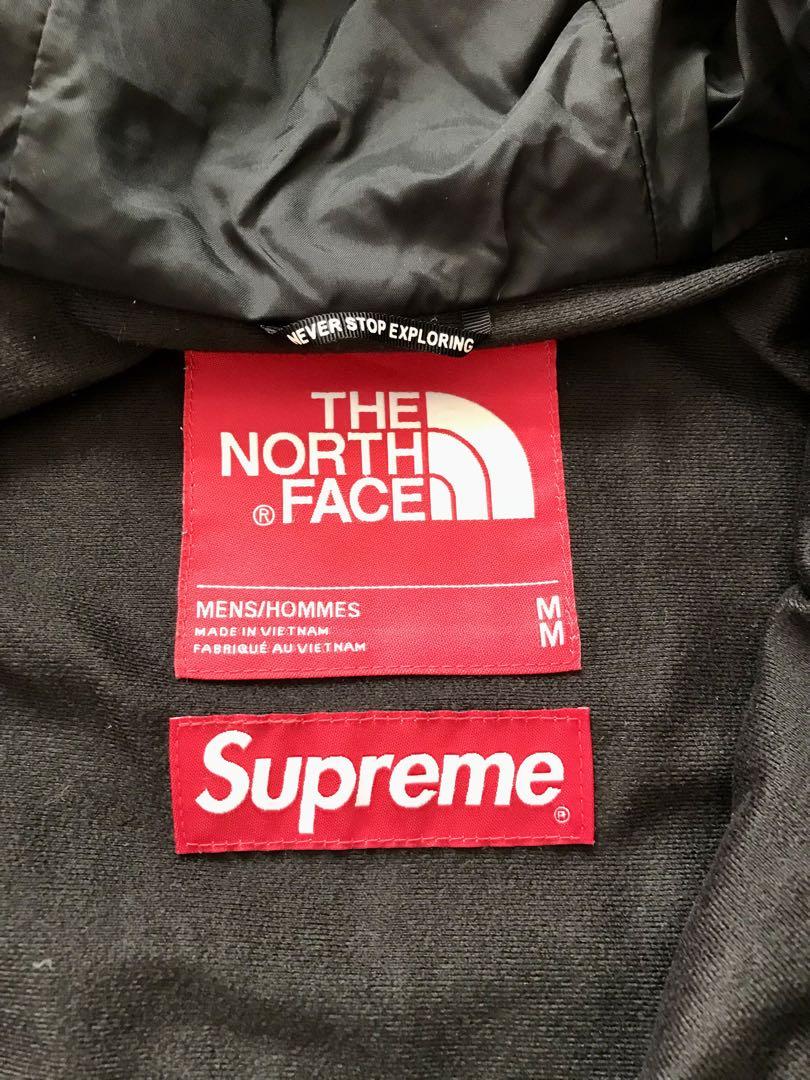 NEVER STOP EXPLORING
THE
NORTH
® FACE
MENS/HOMMES M
MADE IN VIETNAM M
FABRIQUÉ AU VIETNAM
Supreme ®